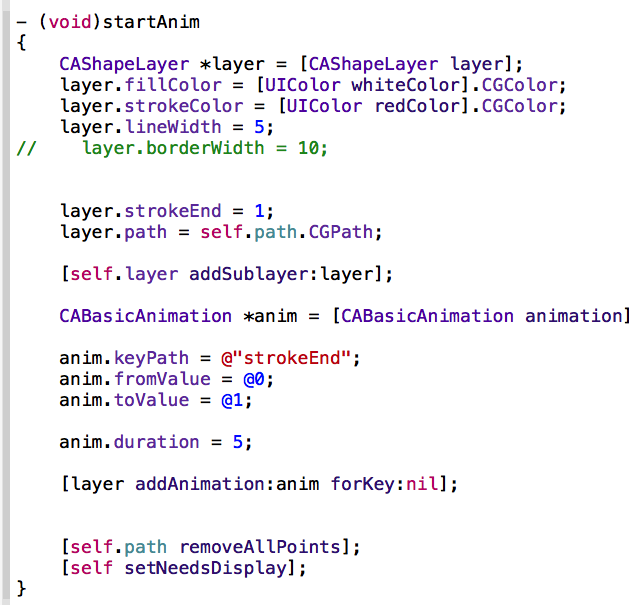 - (void)startAnim
{
    CAShapeLayer *layer = [CAShapeLayer layer];
    layer.fillColor = [UIColor whiteColor].CGColor;
    layer.strokeColor = [UIColor redColor].CGColor;
    layer.lineWidth = 5;
//    layer.borderWidth = 10;
    layer.strokeEnd = 1;
    layer.path = self.path.CGPath;
    [self.layer addSublayer:layer];
    CABasicAnimation *anim = [CABasicAnimation animation]
    anim.keyPath = @"strokeEnd";
    anim.fromValue = @0;
    anim.toValue = @1;
    anim.duration = 5;
    [layer addAnimation:anim forKey:nil];
    [self.path removeAllPoints];
    [self setNeedsDisplay];
}